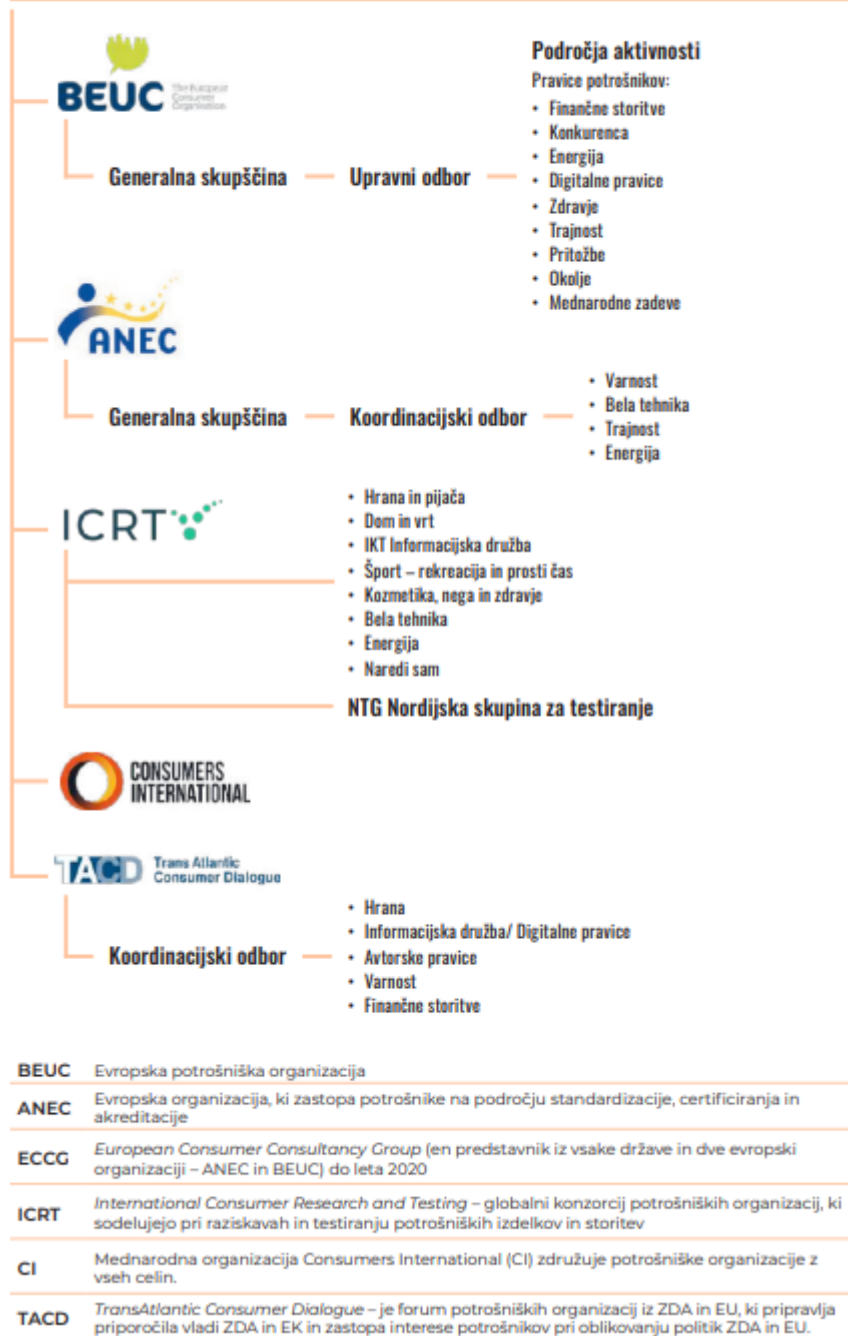 BEUC The European
Consumer
Organisation
Področja aktivnosti
Pravice potrošnikov:
• Finančne storitve
• Konkurenca
• Energija
• Digitalne pravice
• Zdravje
• Trajnost
• Pritožbe
• Okolje
• Mednarodne zadeve
Generalna skupščina
Upravni odbor
ANEC
Generalna skupščina
Koordinacijski odbor
• Varnost
• Bela tehnika
• Trajnost
• Energija
ICRT
• Hrana in pijača
• Dom in vrt
• IKT Informacijska družba
• Šport – rekreacija in prosti čas
• Kozmetika, nega in zdravje
• Bela tehnika
• Energija
• Naredi sam
NTG Nordijska skupina za testiranje
CONSUMERS
INTERNATIONAL
TACD Trans Atlantic
Consumer Dialogue
Koordinacijski odbor
• Hrana
• Informacijska družba/ Digitalne pravice
• Avtorske pravice
• Varnost
• Finančne storitve
BEUC Evropska potrošniška organizacija
ANEC Evropska organizacija, ki zastopa potrošnike na področju standardizacije, certificiranja in
akreditacije
ECCG European Consumer Consultancy Group (en predstavnik iz vsake države in dve evropski
organizaciji – ANEC in BEUC) do leta 2020
ICRT International Consumer Research and Testing – globalni konzorcij potrošniških organizacij, ki
sodelujejo pri raziskavah in testiranju potrošniških izdelkov in storitev
CI Mednarodna organizacija Consumers International (CI) združuje potrošniške organizacije z
vseh celin.
TACD TransAtlantic Consumer Dialogue – je forum potrošniških organizacij iz ZDA in EU, ki pripravlja
priporočila vladi ZDA in EK in zastopa interese potrošnikov pri oblikovanju politik ZDA in EU.